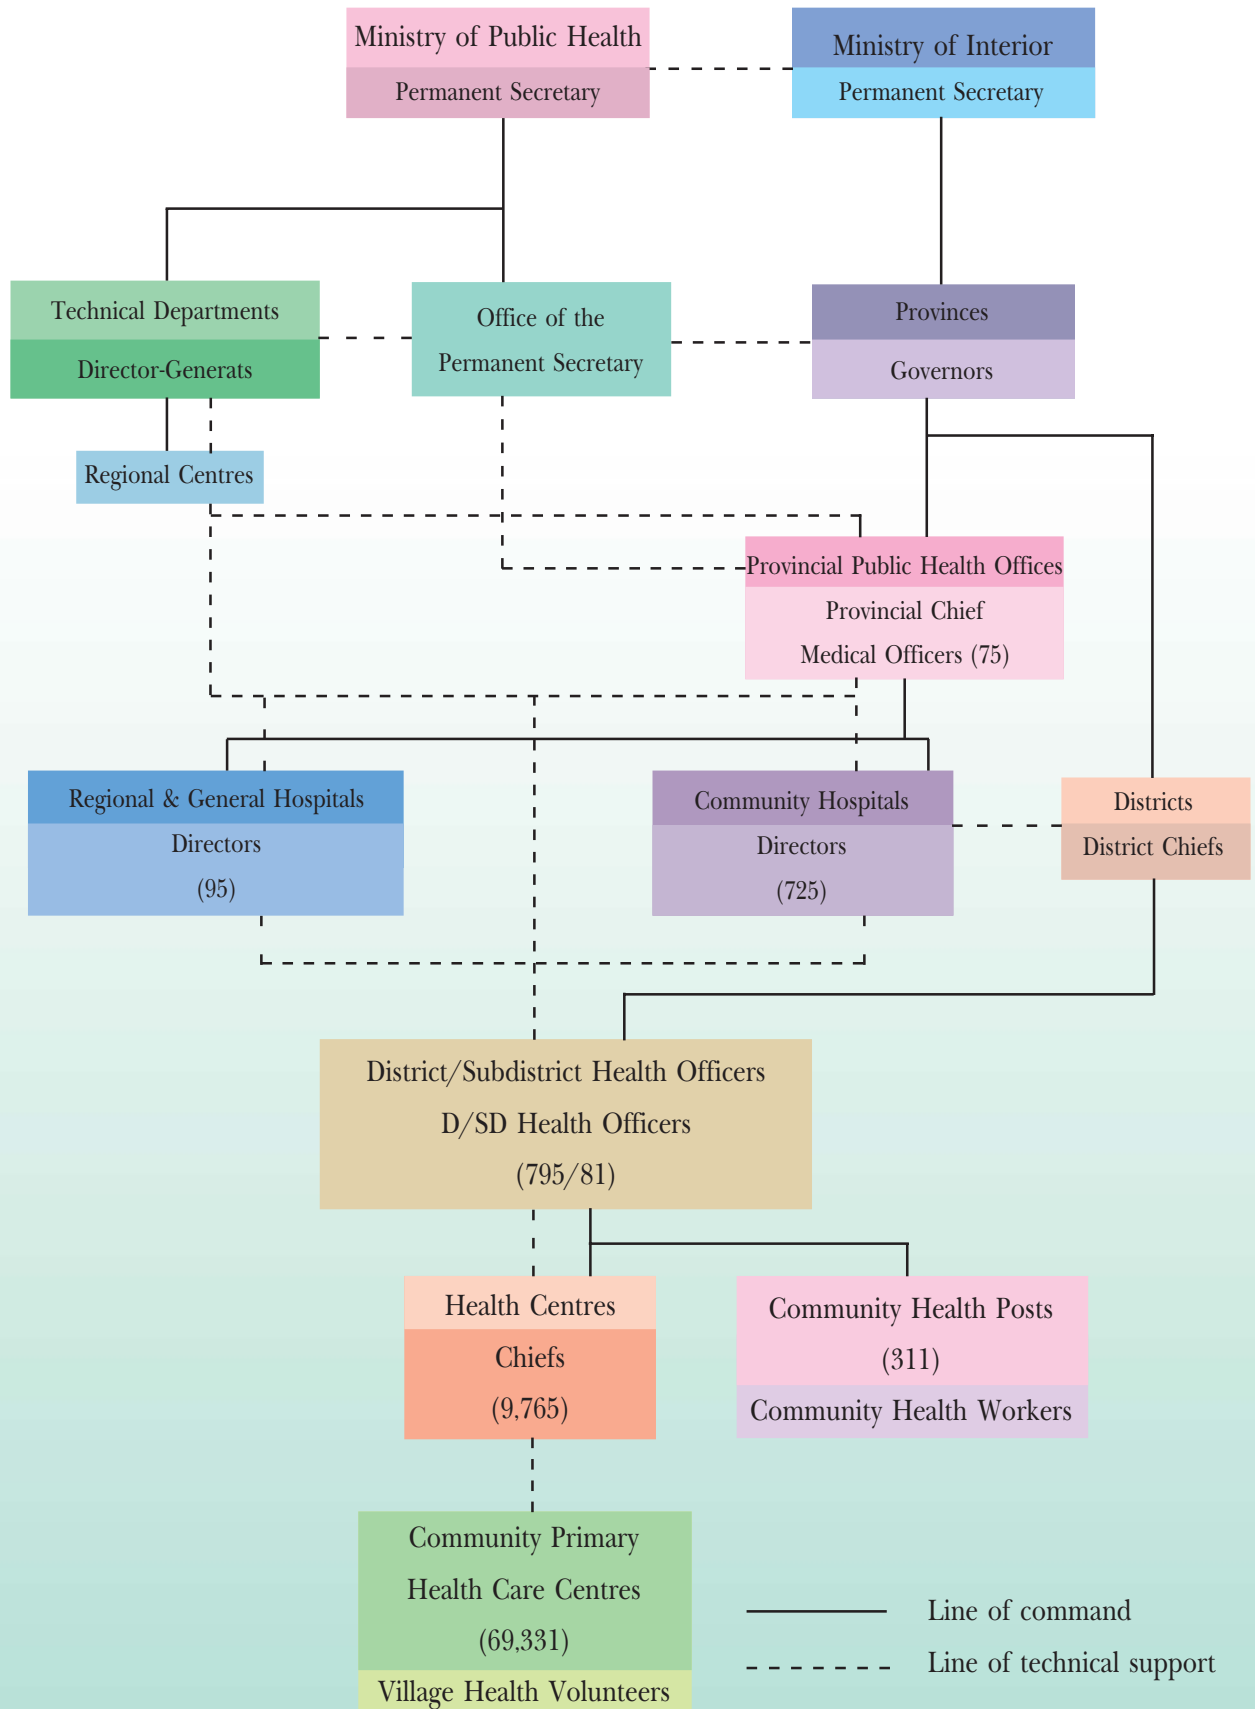 Ministry of Public Health
Permanent Secretary
Ministry of Interior
Permanent Secretary
Technical Departments
Director-Generats
Office of the
Permanent Secretary
Provinces
Governors
Regional Centres
Provincial Public Health Offices
Provincial Chief
Medical Officers (75)
Regional & General Hospitals
Directors
(95)
Community Hospitals
Directors
(725)
Districts
District Chiefs
District/Subdistrict Health Officers
D/SD Health Officers
(795/81)
Health Centres
Chiefs
(9,765)
Community Health Posts
(311)
Community Health Workers
Community Primary
Health Care Centres
(69,331)
Village Health Volunteers
Line of command
Line of technical support